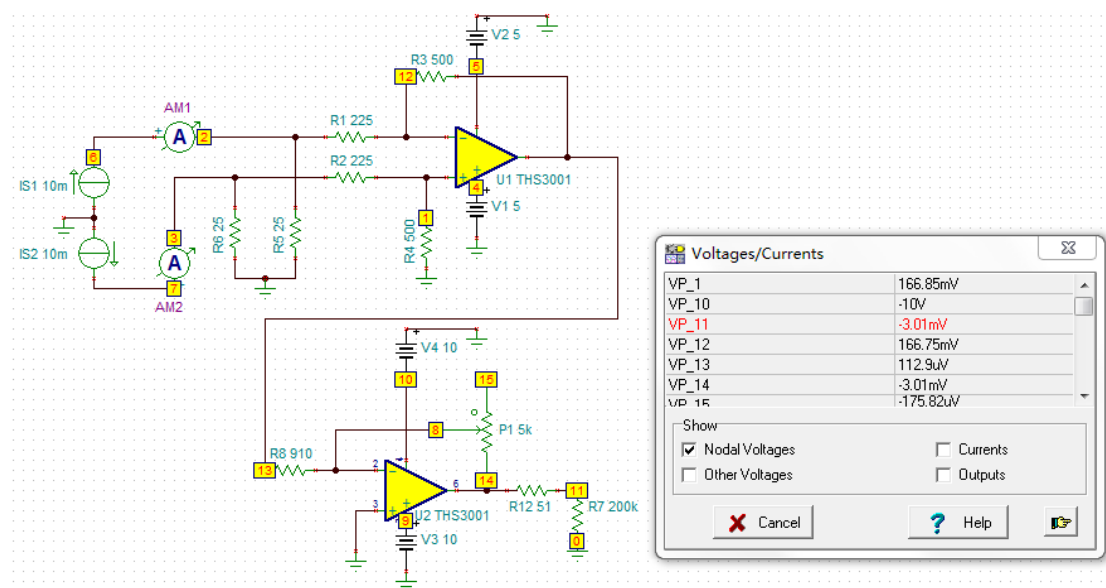 V2 5
R3 500
5
12
AM1
A
2
R1 225
6
R2 225
U1 THS3001
IS1 10m
4
V1 5
1
3
R6 25
R5 25
R4 500
IS2 10m
A
7
AM2
V4 10
10
15
8
P1 5k
R8 910
13
2
14
6
11
3
R12 51
R7 200k
U2 THS3001
9
V3 10
0
Voltages/Currents
VP_1 166.85mV
VP_10 -10V
VP_11 -3.01mV
VP_12 166.75mV
VP_13 112.9uV
VP_14 -3.01mV
VP_15 -175.82uV
Show
Nodal Voltages
Currents
Other Voltages
Outputs
Cancel
Help